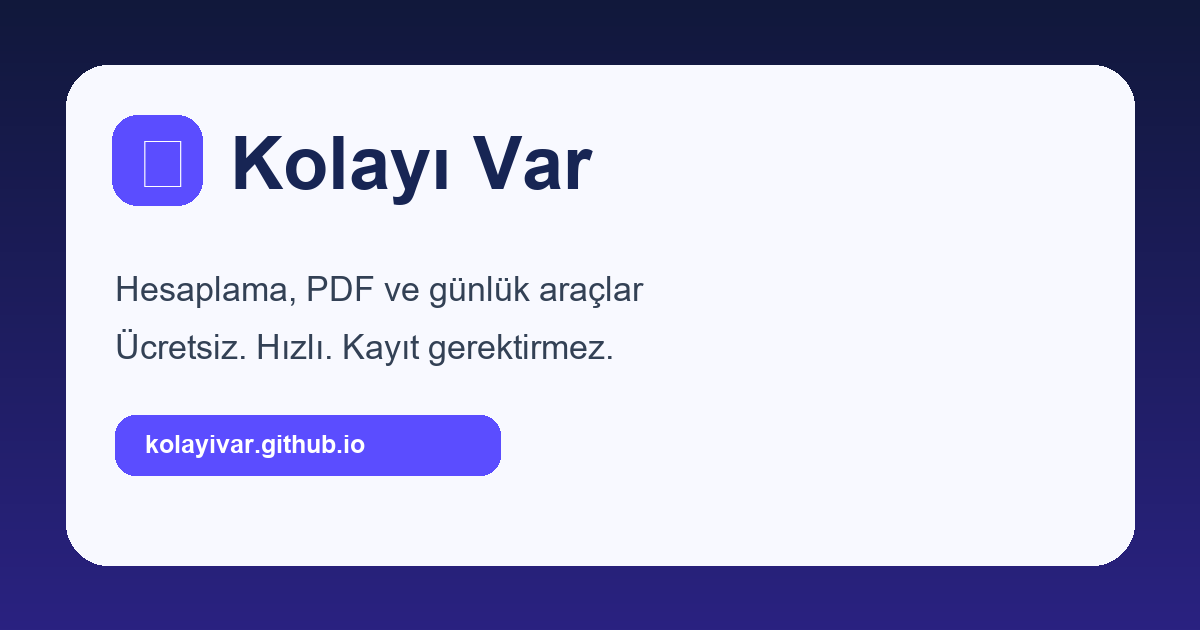 Kolayı Var
Hesaplama, PDF ve günlük araçlar
Ücretsiz. Hızlı. Kayıt gerektirmez.
kolayivar.github.io